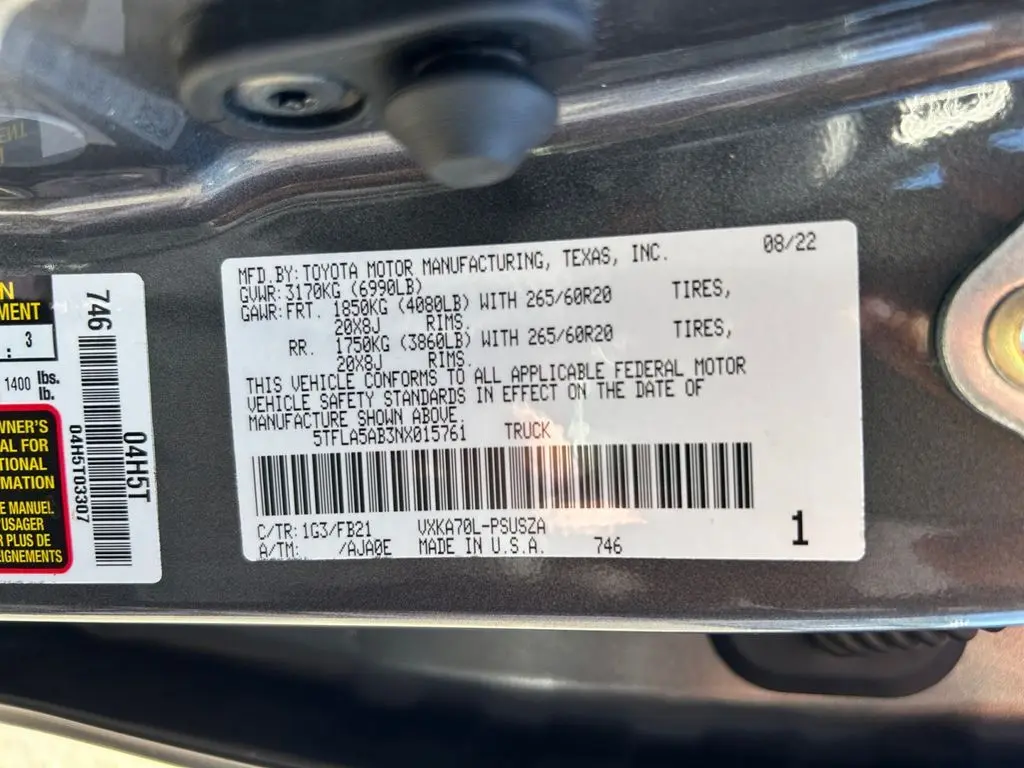 N
EMENT
: 3
1400 lbs.
lb.
WNER'S
AL FOR
TIONAL
MATION
E MANUEL
'USAGER
R PLUS DE
EIGNEMENTS
746
04H5T
04H5T03307
MFD.BY: TOYOTA MOTOR MANUFACTURING, TEXAS, INC. 08/22
GVWR: 3170KG (6990LB)
GAWR: FRT. 1850KG (4080LB) WITH 265/60R20 TIRES,
20X8J RIMS.
RR. 1750KG (3860LB) WITH 265/60R20 TIRES,
20X8J RIMS.
THIS VEHICLE CONFORMS TO ALL APPLICABLE FEDERAL MOTOR
VEHICLE SAFETY STANDARDS IN EFFECT ON THE DATE OF
MANUFACTURE SHOWN ABOVE.
5TFLA5AB3NX015761 TRUCK
C/TR: 1G3/FB21 VXKA70L-PSUSZA
A/TM: /AJA0E MADE IN U.S.A. 746
1